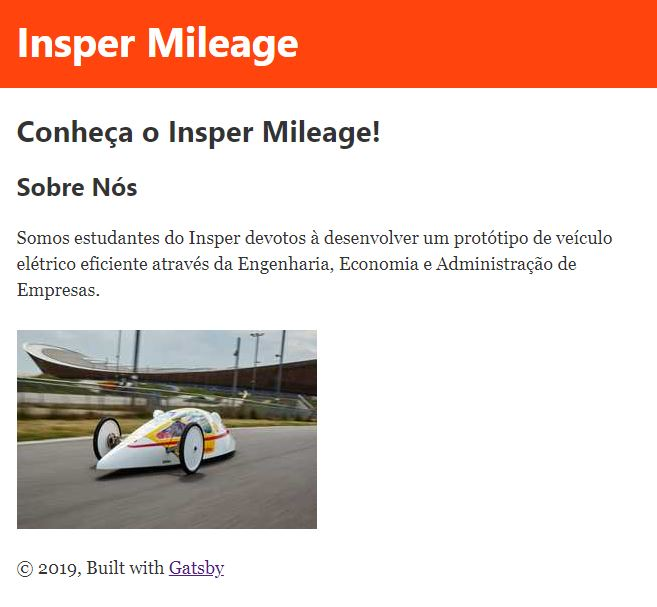 Insper Mileage
Conheça o Insper Mileage!
Sobre Nós
Somos estudantes do Insper devotos à desenvolver um protótipo de veículo
elétrico eficiente através da Engenharia, Economia e Administração de
Empresas.
© 2019, Built with Gatsby